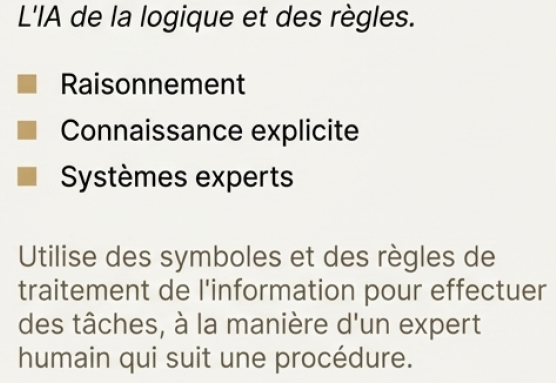 L'IA de la logique et des règles.
Raisonnement
Connaissance explicite
Systèmes experts
Utilise des symboles et des règles de
traitement de l'information pour effectuer
des tâches, à la manière d'un expert
humain qui suit une procédure.